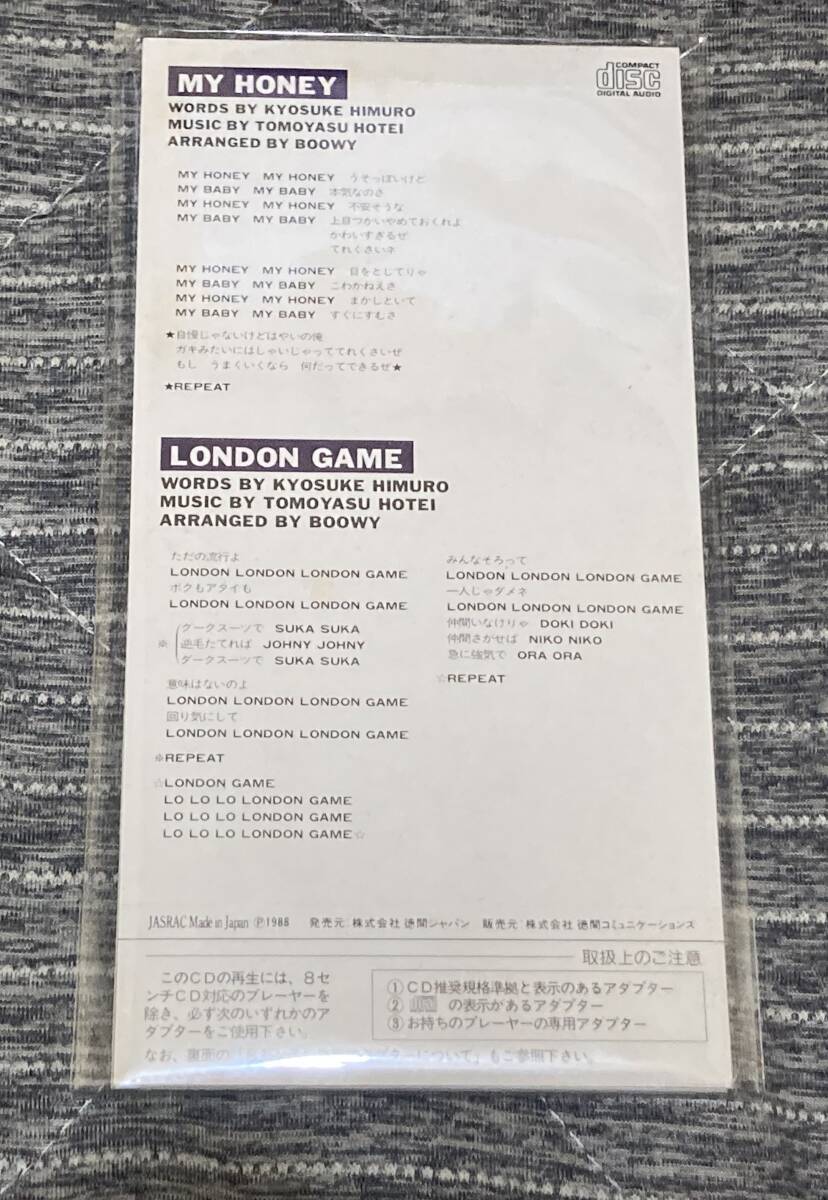 MY HONEY
COMPACT
disc
DIGITAL AUDIO
WORDS BY KYOSUKE HIMURO
MUSIC BY TOMOYASU HOTEI
ARRANGED BY BOOWY
MY HONEY MY HONEY うそっぽいけど
MY BABY MY BABY 本気なのさ
MY HONEY MY HONEY 不安そうな
MY BABY MY BABY 上目つかいやめておくれよ
かわいすぎるぜ
てれくさいネ
MY HONEY MY HONEY 目をとしてりゃ
MY BABY MY BABY こわかねえさ
MY HONEY MY HONEY まかしといて
MY BABY MY BABY すぐにすむさ
★自慢じゃないけどはやいの俺
ガキみたいにはしゃいじゃっててれくさいぜ
もし うまくいくなら 何だってできるぜ★
★REPEAT
LONDON GAME
WORDS BY KYOSUKE HIMURO
MUSIC BY TOMOYASU HOTEI
ARRANGED BY BOOWY
ただの流行よ
LONDON LONDON LONDON GAME
ボクもアタイも
LONDON LONDON LONDON GAME
※ダークスーツで SUKA SUKA
逆毛たてれば JOHNY JOHNY
ダークスーツで SUKA SUKA
意味はないのよ
LONDON LONDON LONDON GAME
回り気にして
LONDON LONDON LONDON GAME
※REPEAT
☆LONDON GAME
LO LO LO LONDON GAME
LO LO LO LONDON GAME
LO LO LO LONDON GAME☆
みんなそろって
LONDON LONDON LONDON GAME
一人じゃダメネ
LONDON LONDON LONDON GAME
仲間いなけりゃ DOKI DOKI
仲間さがせば NIKO NIKO
急に強気で ORA ORA
☆REPEAT
JASRAC Made in Japan Ⓟ1988 発売元:株式会社 徳間ジャパン 販売元:株式会社 徳間コミュニケーションズ
取扱上のご注意
このCDの再生には、8セ
ンチCD対応のプレーヤーを
除き、必ず次のいずれかのア
ダプターをご使用下さい。
①CD推奨規格準拠と表示のあるアダプター
② の表示があるアダプター
③お持ちのプレーヤーの専用アダプター
なお、裏面の について」もご参照下さい。